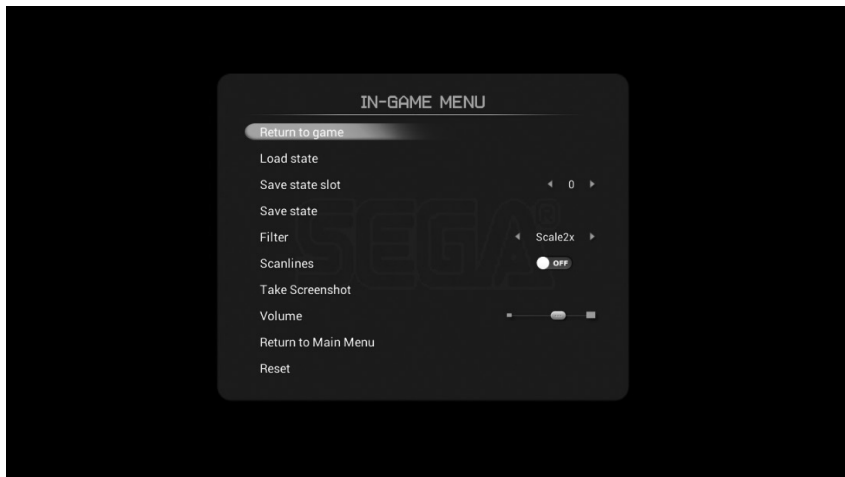 IN-GAME MENU
Return to game
Load state
Save state slot 0
Save state
SEGA®
Filter Scale2x
Scanlines OFF
Take Screenshot
Volume
Return to Main Menu
Reset